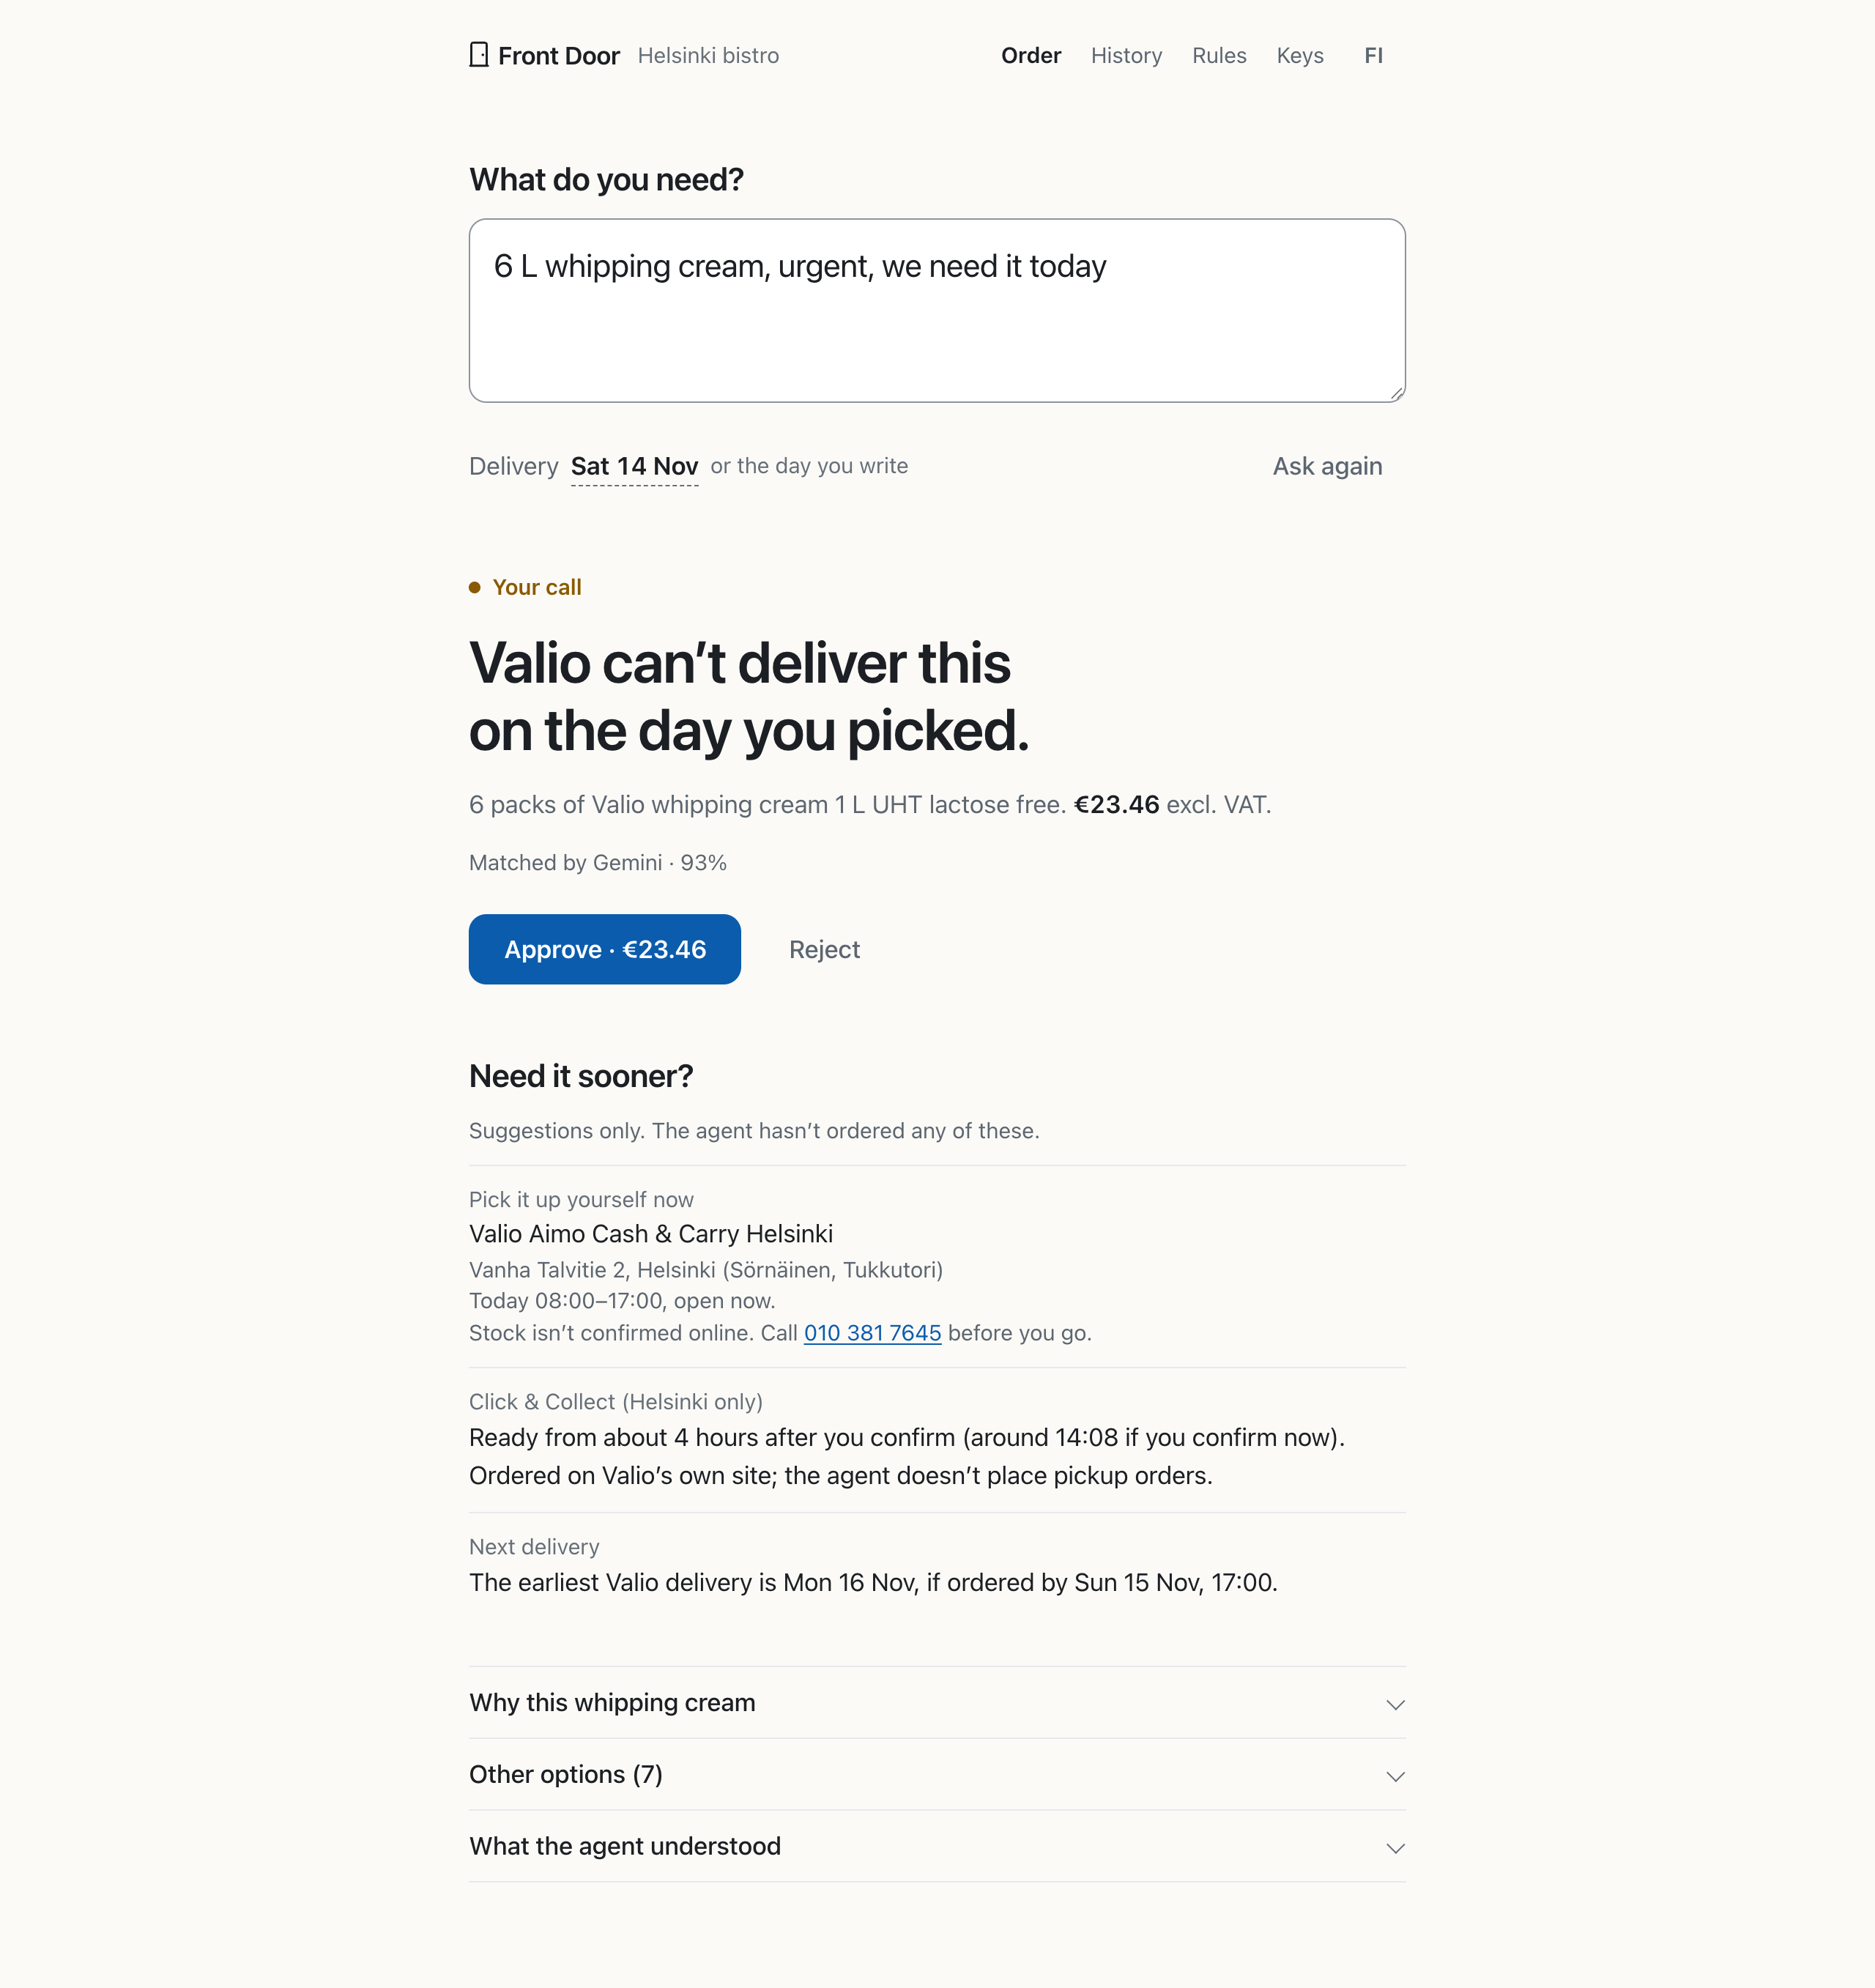 Front Door Helsinki bistro Order History Rules Keys FI
What do you need?
6 L whipping cream, urgent, we need it today
Delivery Sat 14 Nov or the day you write Ask again
Your call
Valio can’t deliver this
on the day you picked.
6 packs of Valio whipping cream 1 L UHT lactose free. €23.46 excl. VAT.
Matched by Gemini · 93%
Approve · €23.46 Reject
Need it sooner?
Suggestions only. The agent hasn’t ordered any of these.
Pick it up yourself now
Valio Aimo Cash & Carry Helsinki
Vanha Talvitie 2, Helsinki (Sörnäinen, Tukkutori)
Today 08:00–17:00, open now.
Stock isn’t confirmed online. Call 010 381 7645 before you go.
Click & Collect (Helsinki only)
Ready from about 4 hours after you confirm (around 14:08 if you confirm now).
Ordered on Valio’s own site; the agent doesn’t place pickup orders.
Next delivery
The earliest Valio delivery is Mon 16 Nov, if ordered by Sun 15 Nov, 17:00.
Why this whipping cream
Other options (7)
What the agent understood